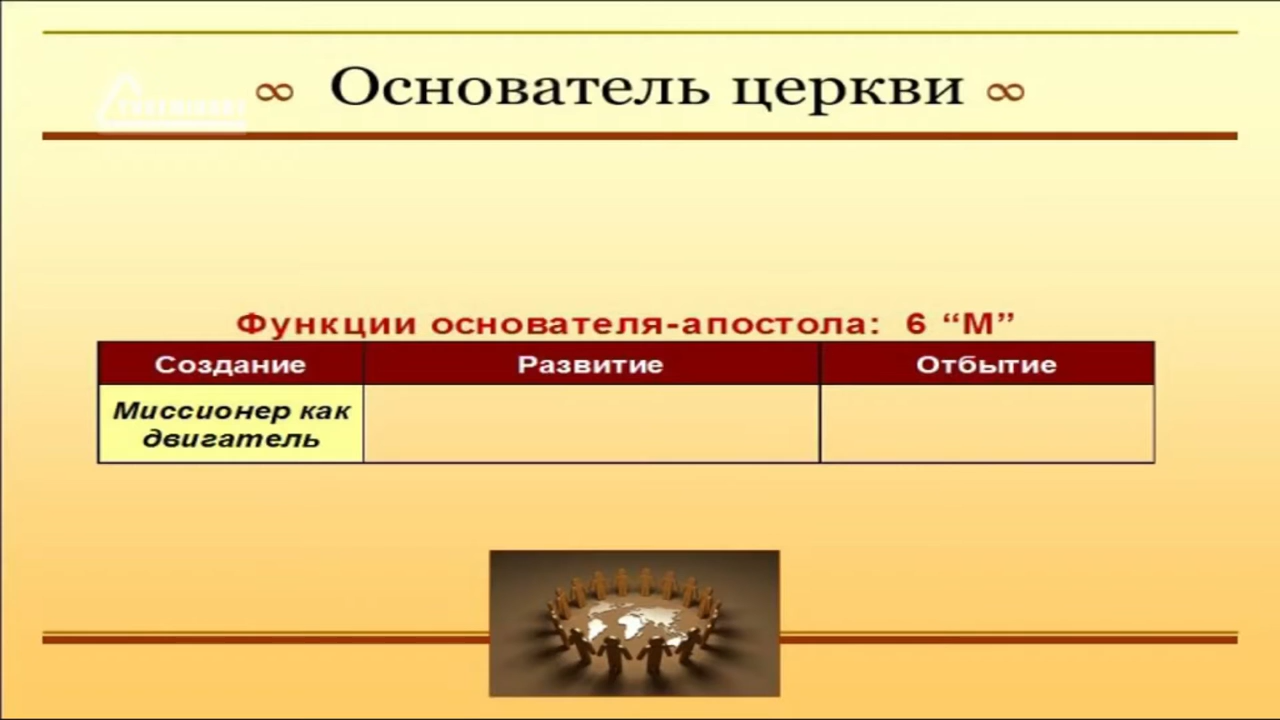 ∞ Основатель церкви ∞
Функции основателя-апостола: 6 “М”
Создание Развитие Отбытие
Миссионер как
двигатель